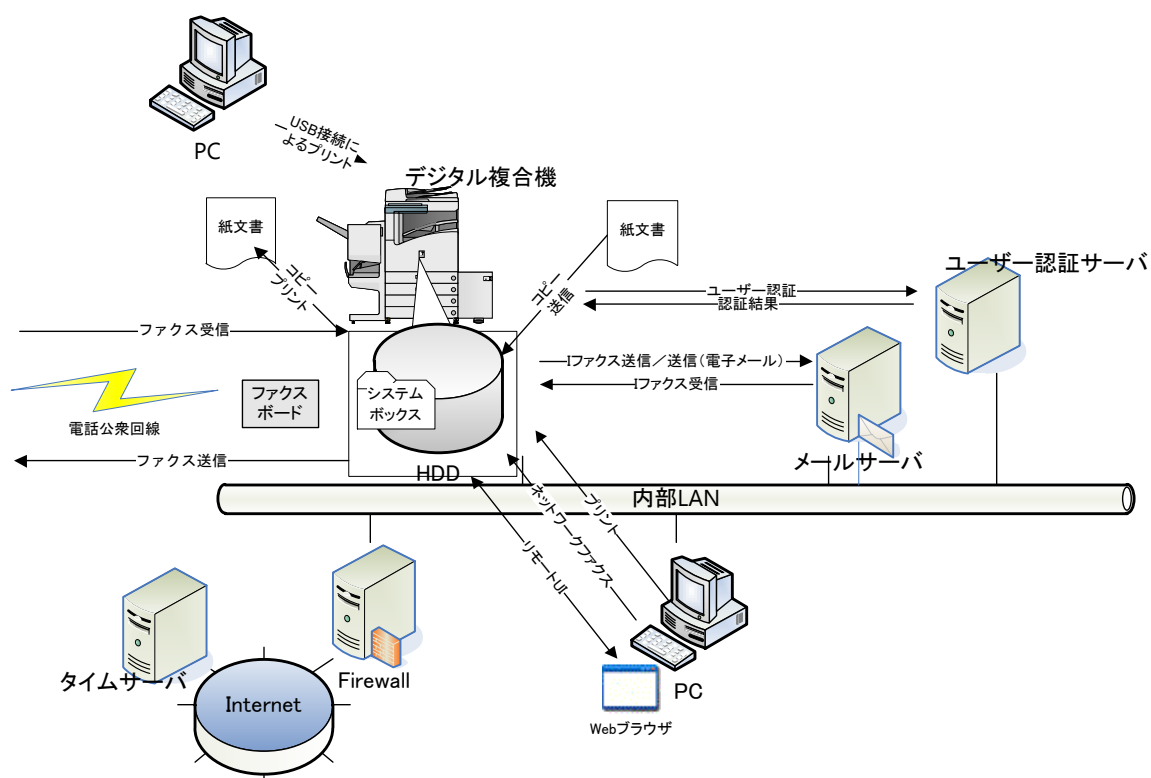 PC
USB接続に
よるプリント
デジタル複合機
紙文書
紙文書
コピー
プリント
コピー
送信
ユーザー認証サーバ
ユーザー認証
認証結果
ファクス受信
Iファクス送信／送信（電子メール）
Iファクス受信
ファクス
ボード
システム
ボックス
電話公衆回線
ファクス送信
HDD
メールサーバ
内部LAN
プリント
ネットワークファクス
リモートUI
タイムサーバ
Firewall
Internet
PC
Webブラウザ